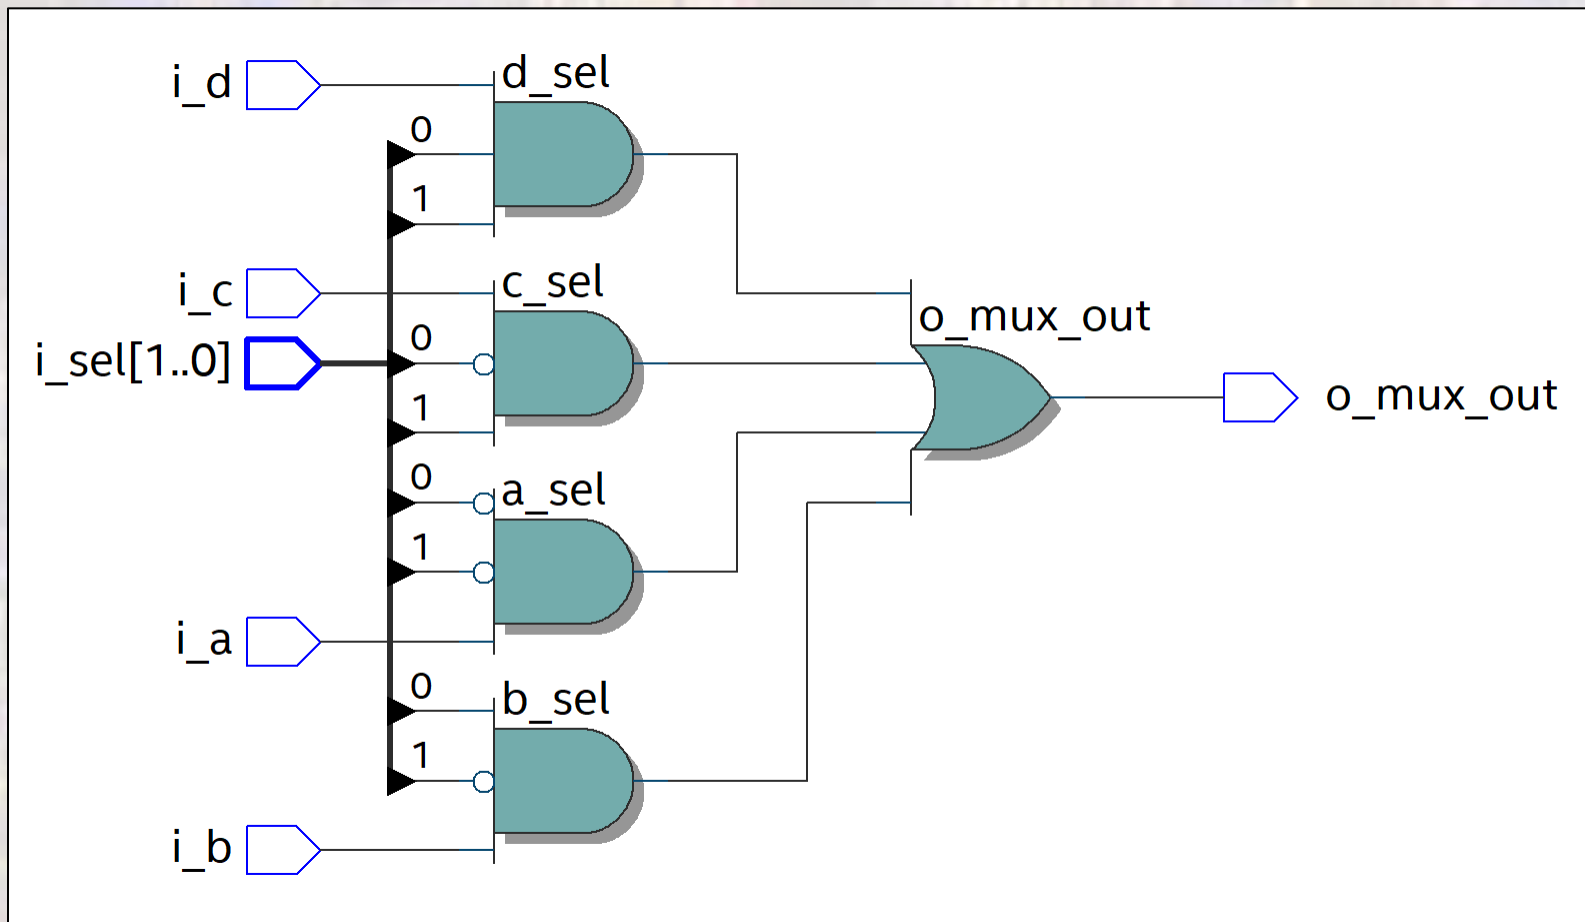 i_d
d_sel
0
1
i_c
c_sel
i_sel[1..0]
0
1
o_mux_out
o_mux_out
0
a_sel
1
i_a
0
b_sel
1
i_b